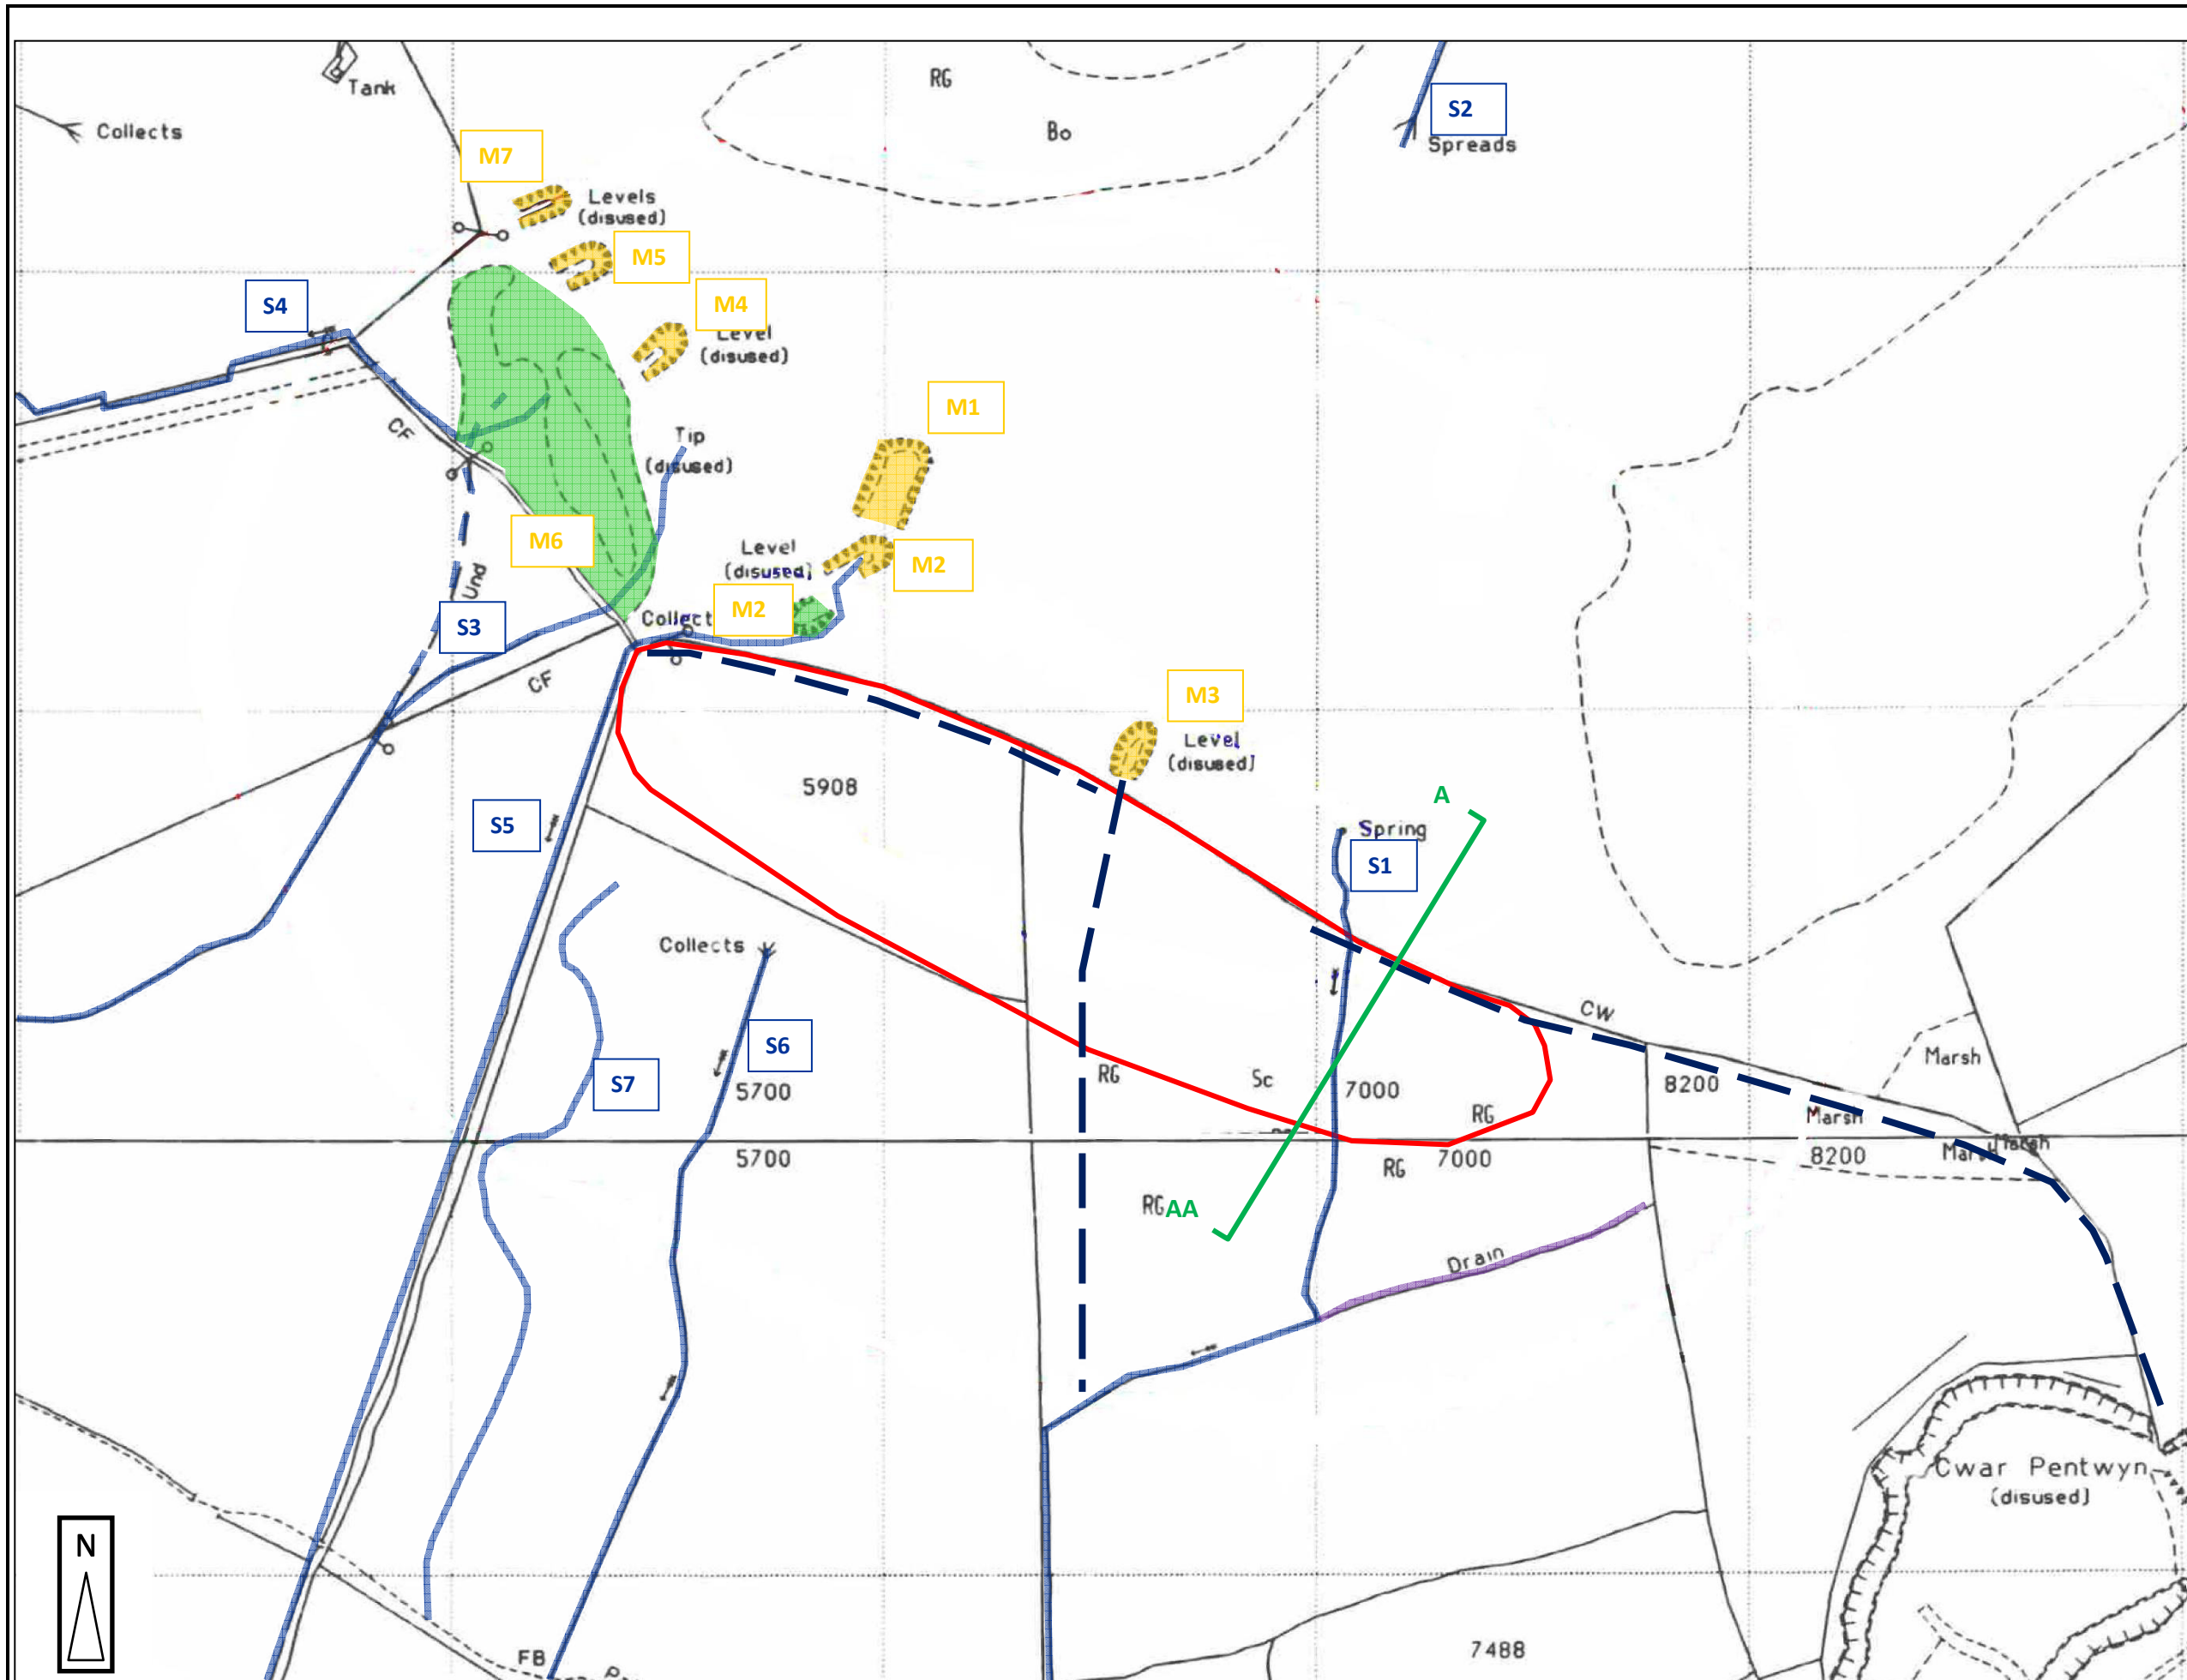 RG
Tank
S2
Collects
Bo
Spreads
M7
Levels
(disused)
M5
M4
S4
Level
(disused)
M1
CF
Tip
(disused)
M6
Level
(disused)
M2
Und
M2
S3
Collect
CF
M3
Level
(disused)
5908
A
S5
Spring
S1
Collects
CW
S6
Marsh
S7
RG
Sc
7000
8200
5700
RG
Marsh
Marsh
5700
RG
7000
8200
Mars
RG
AA
Drain
Cwar Pentwyn
(disused)
N
7488
FB